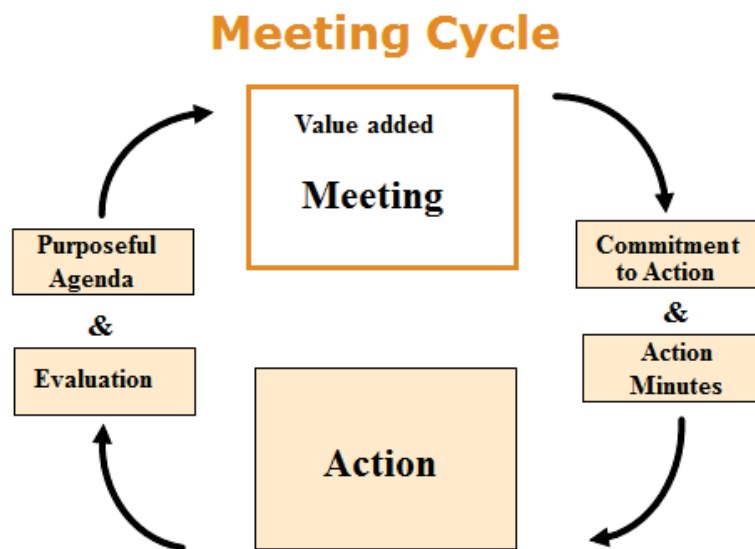 Meeting Cycle
Value added
Meeting
Purposeful
Agenda
&
Evaluation
Commitment
to Action
&
Action
Minutes
Action